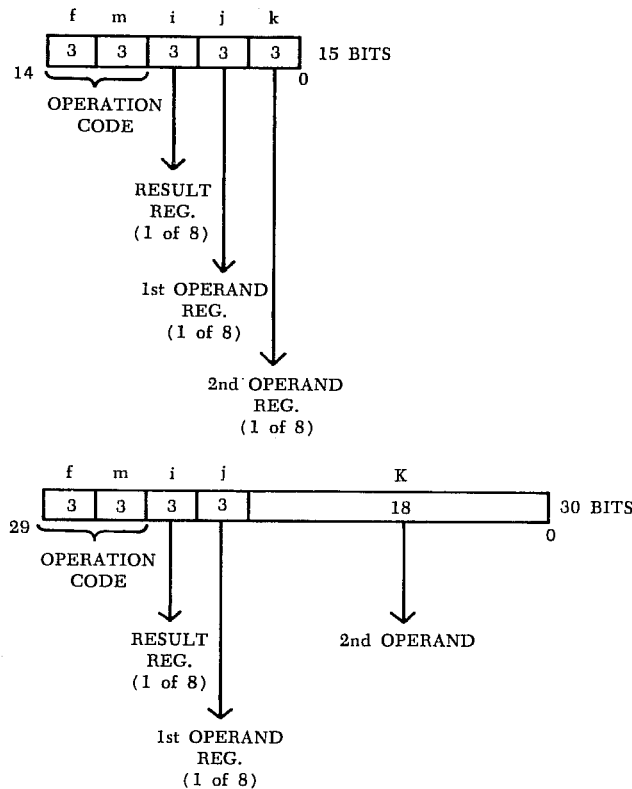 f m i j k
3 3 3 3 3 15 BITS
14 0
OPERATION
CODE
RESULT
REG.
(1 of 8)
1st OPERAND
REG.
(1 of 8)
2nd OPERAND
REG.
(1 of 8)
f m i j K
3 3 3 3 18 30 BITS
29 0
OPERATION
CODE
RESULT
REG.
(1 of 8)
2nd OPERAND
1st OPERAND
REG.
(1 of 8)